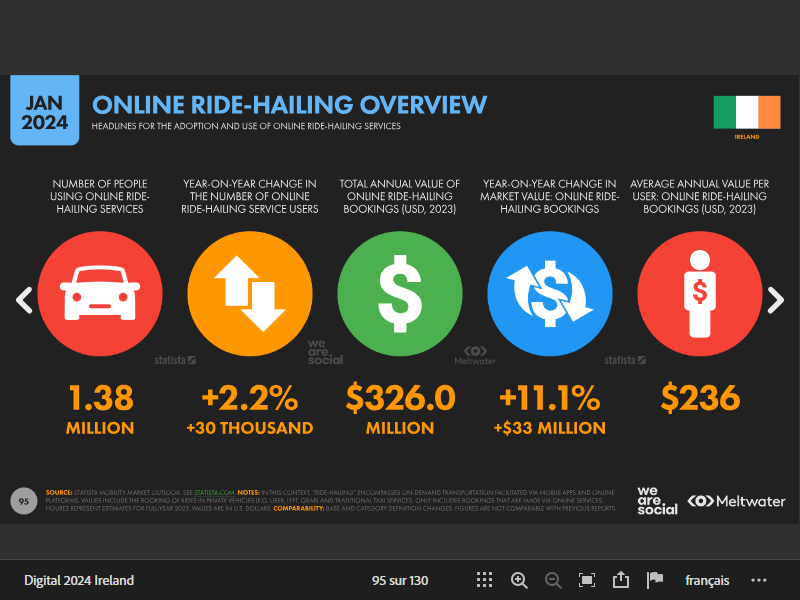 JAN
2024
ONLINE RIDE-HAILING OVERVIEW
HEADLINES FOR THE ADOPTION AND USE OF ONLINE RIDE-HAILING SERVICES
IRELAND
NUMBER OF PEOPLE
USING ONLINE RIDE-
HAILING SERVICES
YEAR-ON-YEAR CHANGE IN
THE NUMBER OF ONLINE
RIDE-HAILING SERVICE USERS
TOTAL ANNUAL VALUE OF
ONLINE RIDE-HAILING
BOOKINGS (USD, 2023)
YEAR-ON-YEAR CHANGE IN
MARKET VALUE: ONLINE RIDE-
HAILING BOOKINGS
AVERAGE ANNUAL VALUE PER
USER: ONLINE RIDE-HAILING
BOOKINGS (USD, 2023)
$
$
$
statista
we
are.
social
Meltwater
statista
1.38
MILLION
+2.2%
+30 THOUSAND
$326.0
MILLION
+11.1%
+$33 MILLION
$236
95
SOURCE: STATISTA MOBILITY MARKET OUTLOOK. SEE STATISTA.COM. NOTES: IN THIS CONTEXT, "RIDE-HAILING" ENCOMPASSES ON-DEMAND TRANSPORTATION FACILITATED VIA MOBILE APPS AND ONLINE
PLATFORMS. VALUES INCLUDE THE BOOKING OF RIDES IN PRIVATE VEHICLES (E.G. UBER, LYFT, GRAB) AND TRADITIONAL TAXI SERVICES. ONLY INCLUDES BOOKINGS THAT ARE MADE VIA ONLINE SERVICES.
FIGURES REPRESENT ESTIMATES FOR FULL-YEAR 2023. VALUES ARE IN U.S. DOLLARS. COMPARABILITY: BASE AND CATEGORY DEFINITION CHANGES. FIGURES ARE NOT COMPARABLE WITH PREVIOUS REPORTS.
we
are.
social
Meltwater
Digital 2024 Ireland
95 sur 130
français